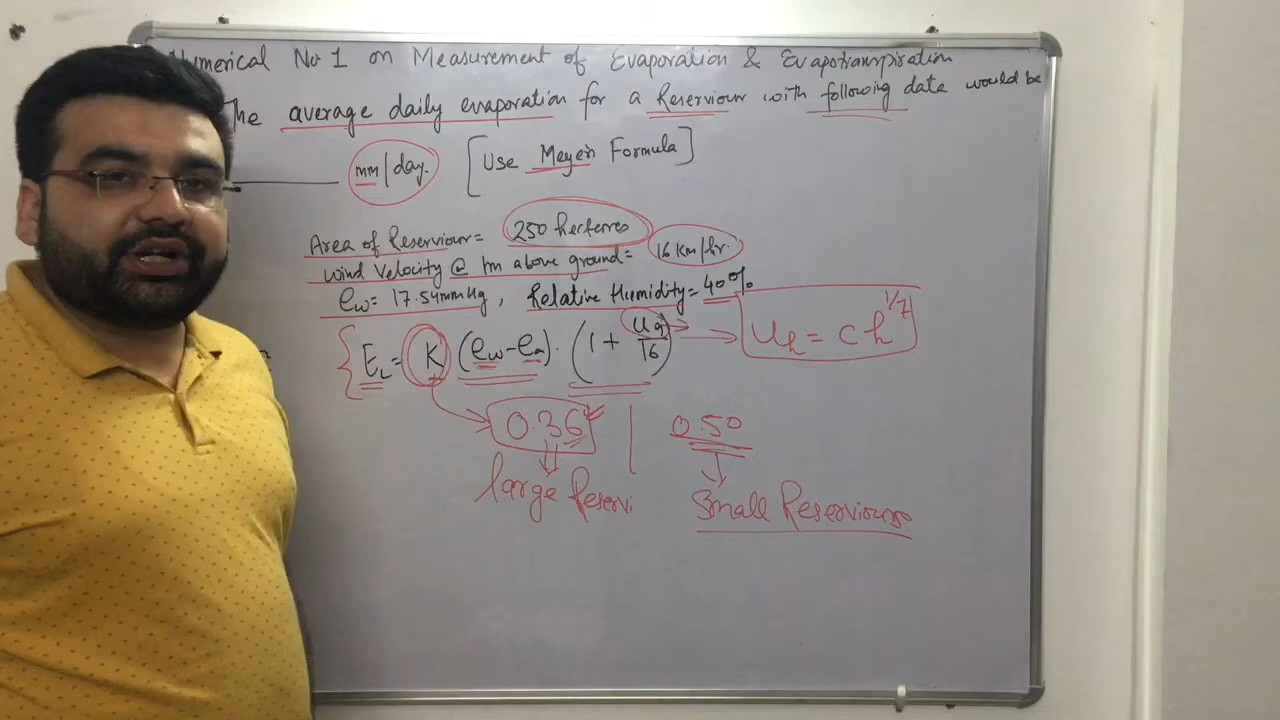 Numerical No 1 on Measurement of Evaporation & Evapotranspiration
The average daily evaporation for a Reserviour with following data would be
mm/day. [Use Meyer's Formula]
Area of Reserviour = 250 hecterres
Wind Velocity @ 1m above ground = 16 Km/hr.
ew = 17.54mmHg, Relative Humidity = 40%
EL = K (ew - ea) · (1 + u9/16) → Uh = c h^1/7
0.36 | 0.50
large Reservi Small Reserviours